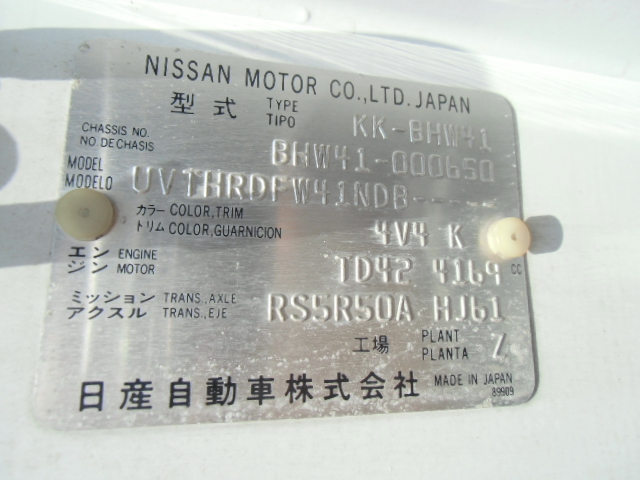 NISSAN MOTOR CO.,LTD. JAPAN
型式 TYPE TIPO KK-BHW41
CHASSIS NO. NO DE CHASIS BHW41-000650
MODEL MODELO UVTHRDFW41NDB-----
カラー COLOR,TRIM
トリム COLOR,GUARNICION 4V4 K
エンジン ENGINE MOTOR TD42 4169 CC
ミッション TRANS.,AXLE
アクスル TRANS.,EJE RS5R50A HJ61
工場 PLANT PLANTA Z
日産自動車株式会社 MADE IN JAPAN
89909